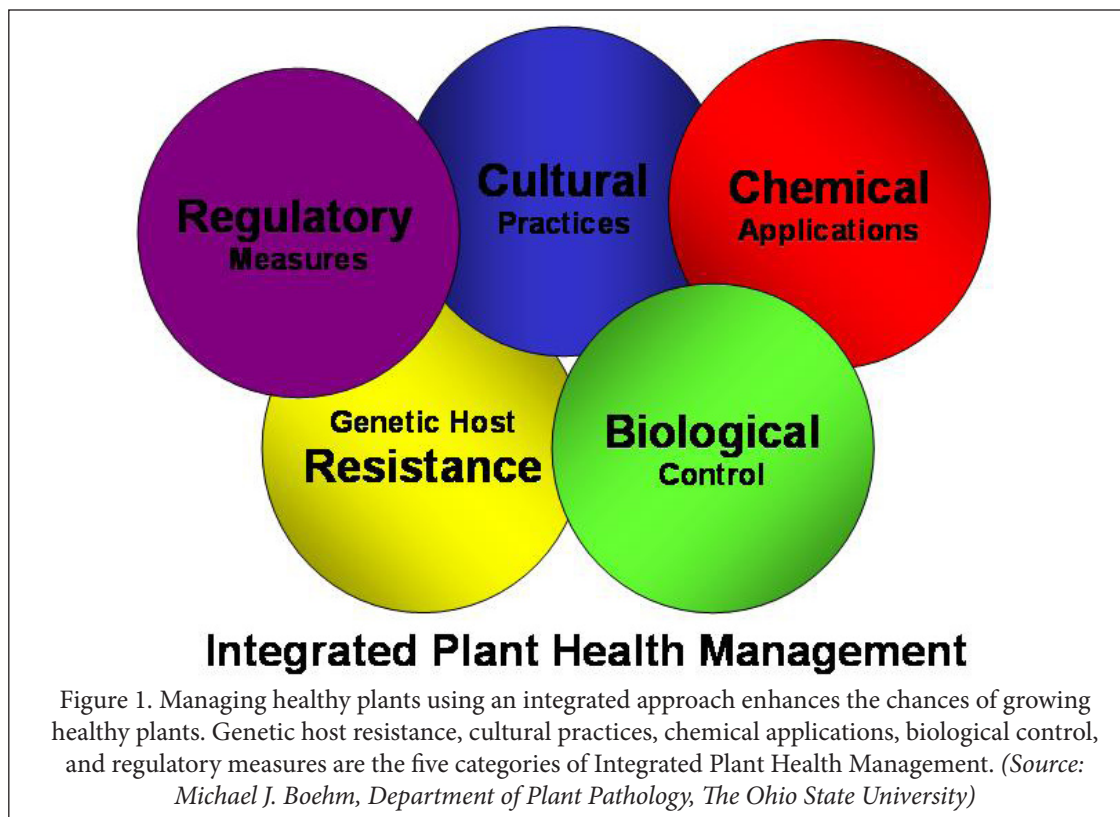 Regulatory
Measures
Cultural
Practices
Chemical
Applications
Genetic Host
Resistance
Biological
Control
Integrated Plant Health Management
Figure 1. Managing healthy plants using an integrated approach enhances the chances of growing
healthy plants. Genetic host resistance, cultural practices, chemical applications, biological control,
and regulatory measures are the five categories of Integrated Plant Health Management. (Source:
Michael J. Boehm, Department of Plant Pathology, The Ohio State University)